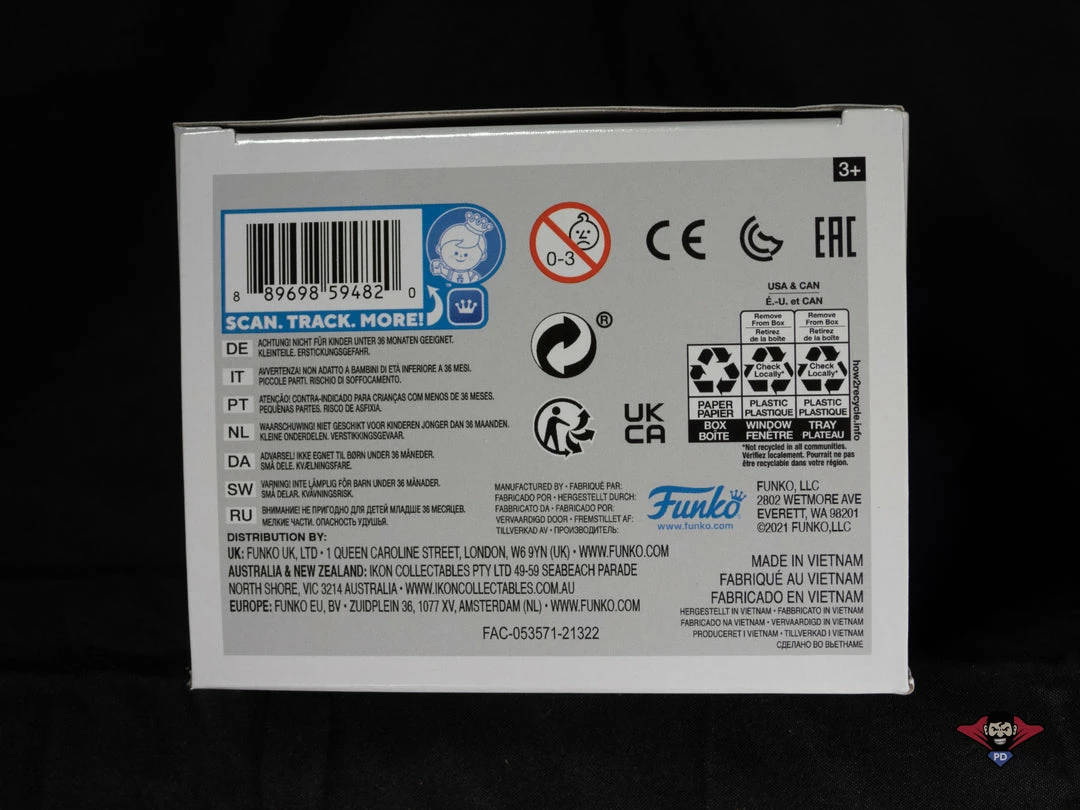 3+
8 89698 59482 0
SCAN. TRACK. MORE!
0-3
CE
EAC
®
UK
CA
USA & CAN
É.-U. et CAN
Remove From Box
Retirez de la boîte
Remove From Box
Retirez de la boîte
Check Locally*
Check Locally*
PAPER
PAPIER
PLASTIC
PLASTIQUE
PLASTIC
PLASTIQUE
BOX
BOÎTE
WINDOW
FENÊTRE
TRAY
PLATEAU
how2recycle.info
*Not recycled in all communities.
Vérifiez localement. Pourrait ne pas
être recyclable dans votre région.
DE ACHTUNG! NICHT FÜR KINDER UNTER 36 MONATEN GEEIGNET.
KLEINTEILE. ERSTICKUNGSGEFAHR.
IT AVVERTENZA! NON ADATTO A BAMBINI DI ETÀ INFERIORE A 36 MESI.
PICCOLE PARTI. RISCHIO DI SOFFOCAMENTO.
PT ATENÇÃO! CONTRA-INDICADO PARA CRIANÇAS COM MENOS DE 36 MESES.
PEQUENAS PARTES. RISCO DE ASFIXIA.
NL WAARSCHUWING! NIET GESCHIKT VOOR KINDEREN JONGER DAN 36 MAANDEN.
KLEINE ONDERDELEN. VERSTIKKINGSGEVAAR.
DA ADVARSEL! IKKE EGNET TIL BØRN UNDER 36 MÅNEDER.
SMÅ DELE. KVÆLNINGSFARE.
SW VARNING! INTE LÄMPLIG FÖR BARN UNDER 36 MÅNADER.
SMÅ DELAR. KVÄVNINGSRISK.
RU ВНИМАНИЕ! НЕ ПРИГОДНО ДЛЯ ДЕТЕЙ МЛАДШЕ 36 МЕСЯЦЕВ.
МЕЛКИЕ ЧАСТИ. ОПАСНОСТЬ УДУШЬЯ.
MANUFACTURED BY • FABRIQUÉ PAR:
FABRICADO POR • HERGESTELLT DURCH:
FABBRICATO DA • FABRICADO POR:
VERVAARDIGD DOOR • FREMSTILLET AF:
TILLVERKAD AV • ПРОИЗВОДИТЕЛЬ:
Funko
www.funko.com
FUNKO, LLC
2802 WETMORE AVE
EVERETT, WA 98201
©2021 FUNKO,LLC
DISTRIBUTION BY:
UK: FUNKO UK, LTD • 1 QUEEN CAROLINE STREET, LONDON, W6 9YN (UK) • WWW.FUNKO.COM
AUSTRALIA & NEW ZEALAND: IKON COLLECTABLES PTY LTD 49-59 SEABEACH PARADE
NORTH SHORE, VIC 3214 AUSTRALIA • WWW.IKONCOLLECTABLES.COM.AU
EUROPE: FUNKO EU, BV • ZUIDPLEIN 36, 1077 XV, AMSTERDAM (NL) • WWW.FUNKO.COM
FAC-053571-21322
MADE IN VIETNAM
FABRIQUÉ AU VIETNAM
FABRICADO EN VIETNAM
HERGESTELLT IN VIETNAM • FABBRICATO IN VIETNAM
FABRICADO NA VIETNAM • VERVAARDIGD IN VIETNAM
PRODUCERET I VIETNAM • TILLVERKAD I VIETNAM
СДЕЛАНО ВО ВЬЕТНАМЕ
PD